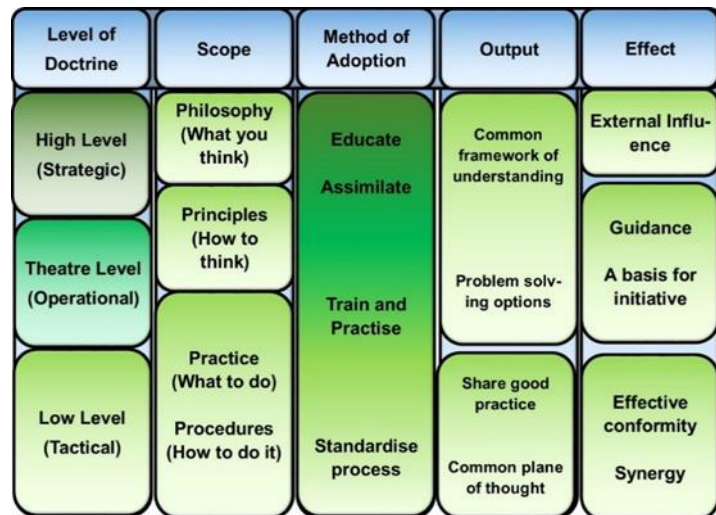 Level of
Doctrine
Scope
Method of
Adoption
Output
Effect
High Level
(Strategic)
Theatre Level
(Operational)
Low Level
(Tactical)
Philosophy
(What you
think)
Principles
(How to
think)
Practice
(What to do)
Procedures
(How to do it)
Educate
Assimilate
Train and
Practise
Standardise
process
Common
framework of
understanding
Problem solv-
ing options
Share good
practice
Common plane
of thought
External Influ-
ence
Guidance
A basis for
initiative
Effective
conformity
Synergy